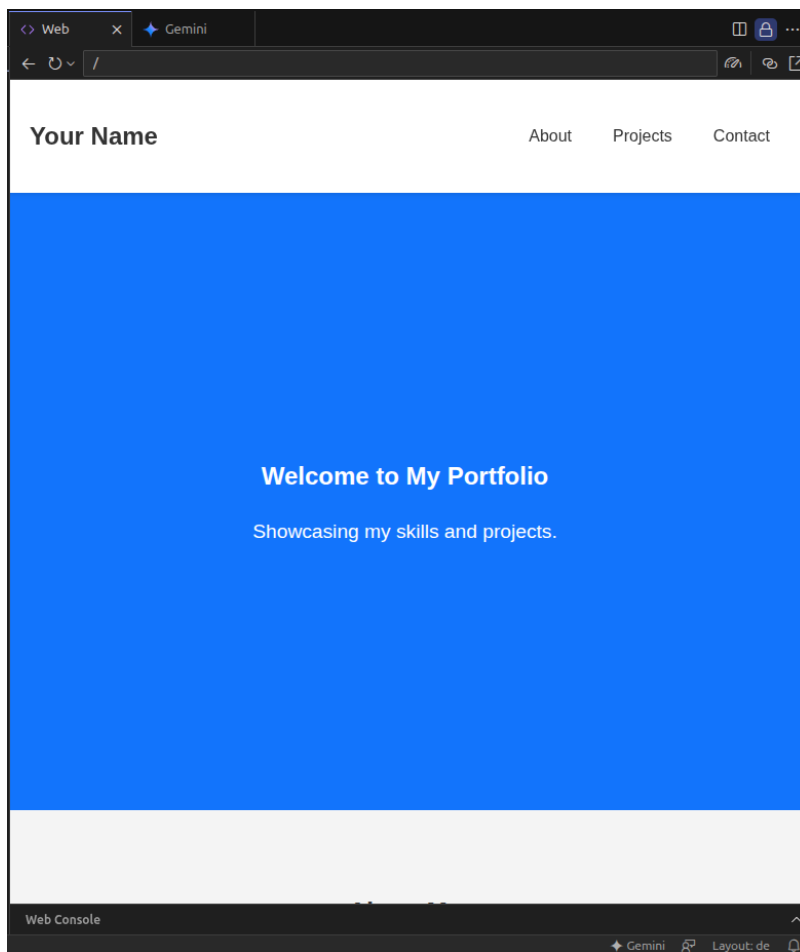 Web
Gemini
/
Your Name
About Projects Contact
Welcome to My Portfolio
Showcasing my skills and projects.
Web Console
Gemini Layout: de